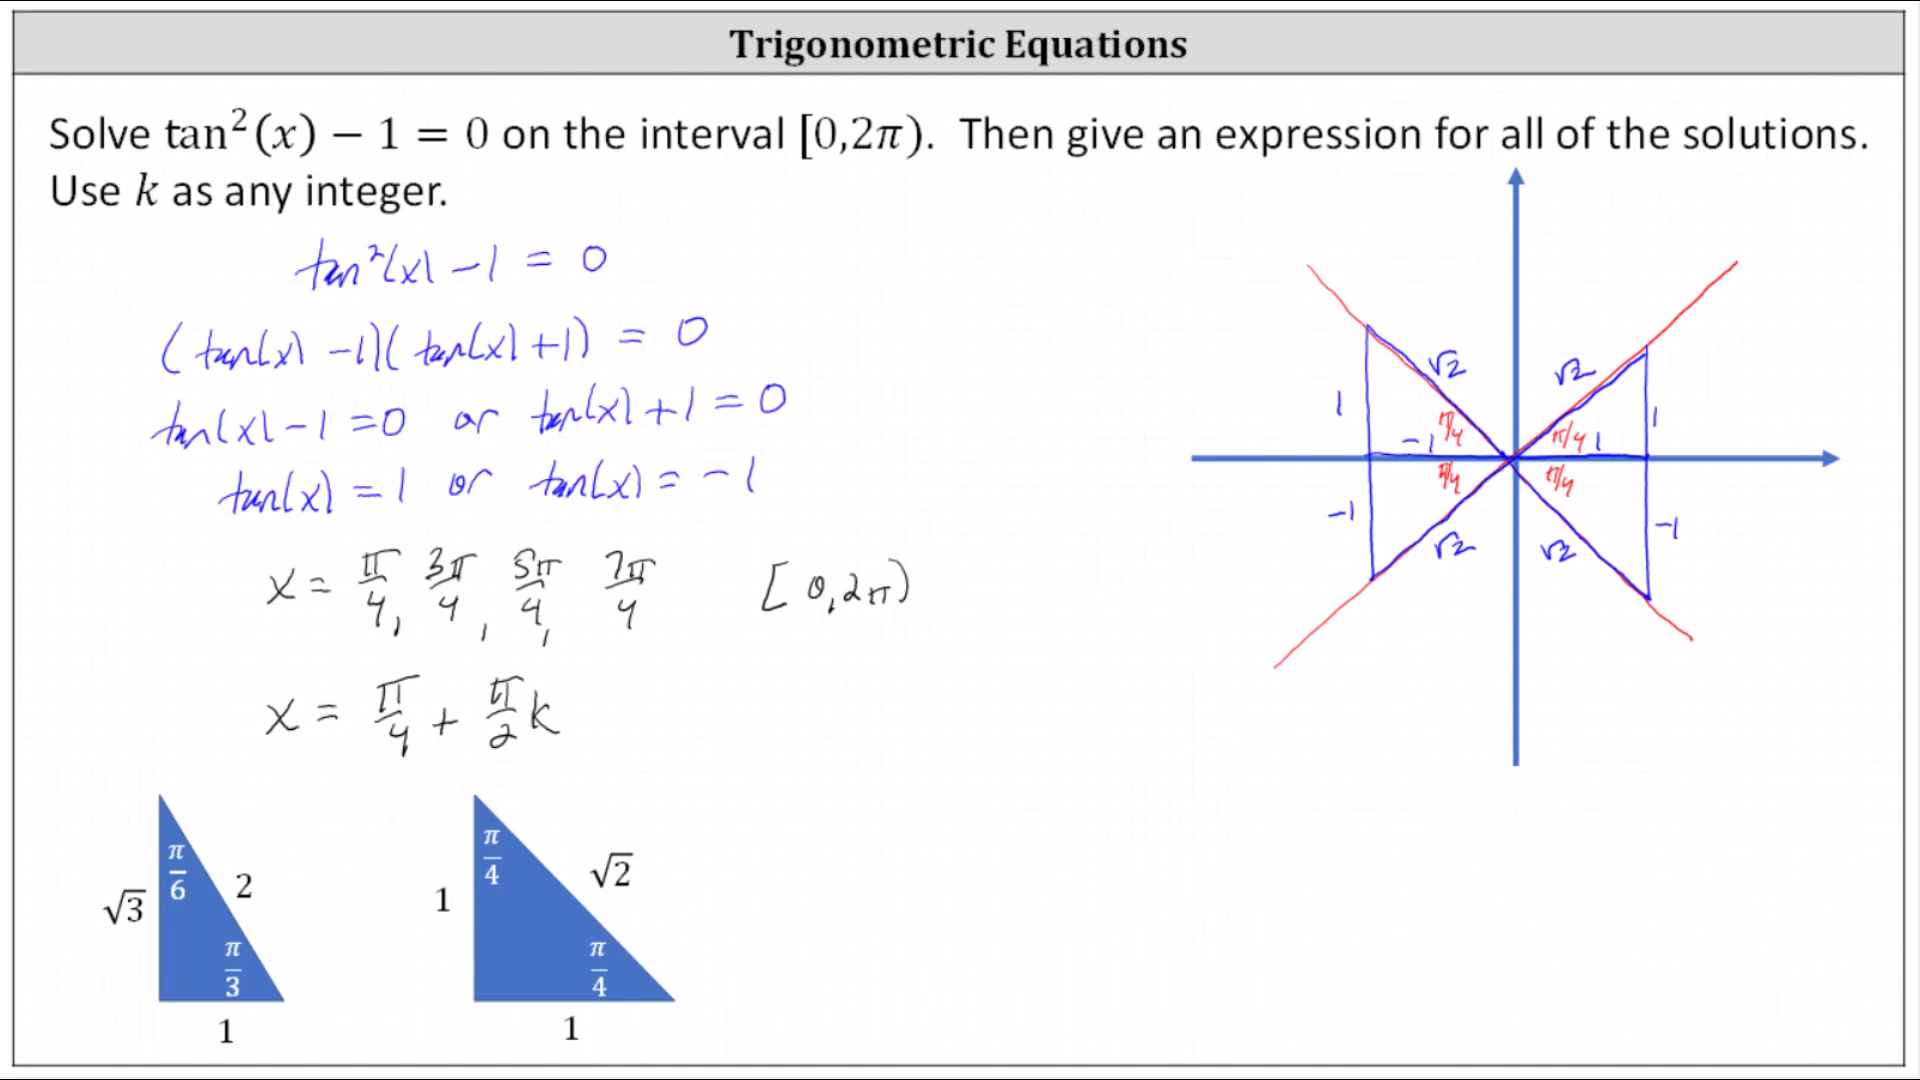 Trigonometric Equations
Solve tan²(x) − 1 = 0 on the interval [0,2π). Then give an expression for all of the solutions.
Use k as any integer.
tan²(x) − 1 = 0
(tan(x) − 1)(tan(x) + 1) = 0
tan(x) − 1 = 0 or tan(x) + 1 = 0
tan(x) = 1 or tan(x) = −1
x = π/4, 3π/4, 5π/4, 7π/4 [0, 2π)
x = π/4 + π/2 k
√2 √2
1 1
π/4 π/4
−1 1
π/4 π/4
−1 −1
√2 √2
π/6
√3 2
π/3
1
π/4
1 √2
π/4
1